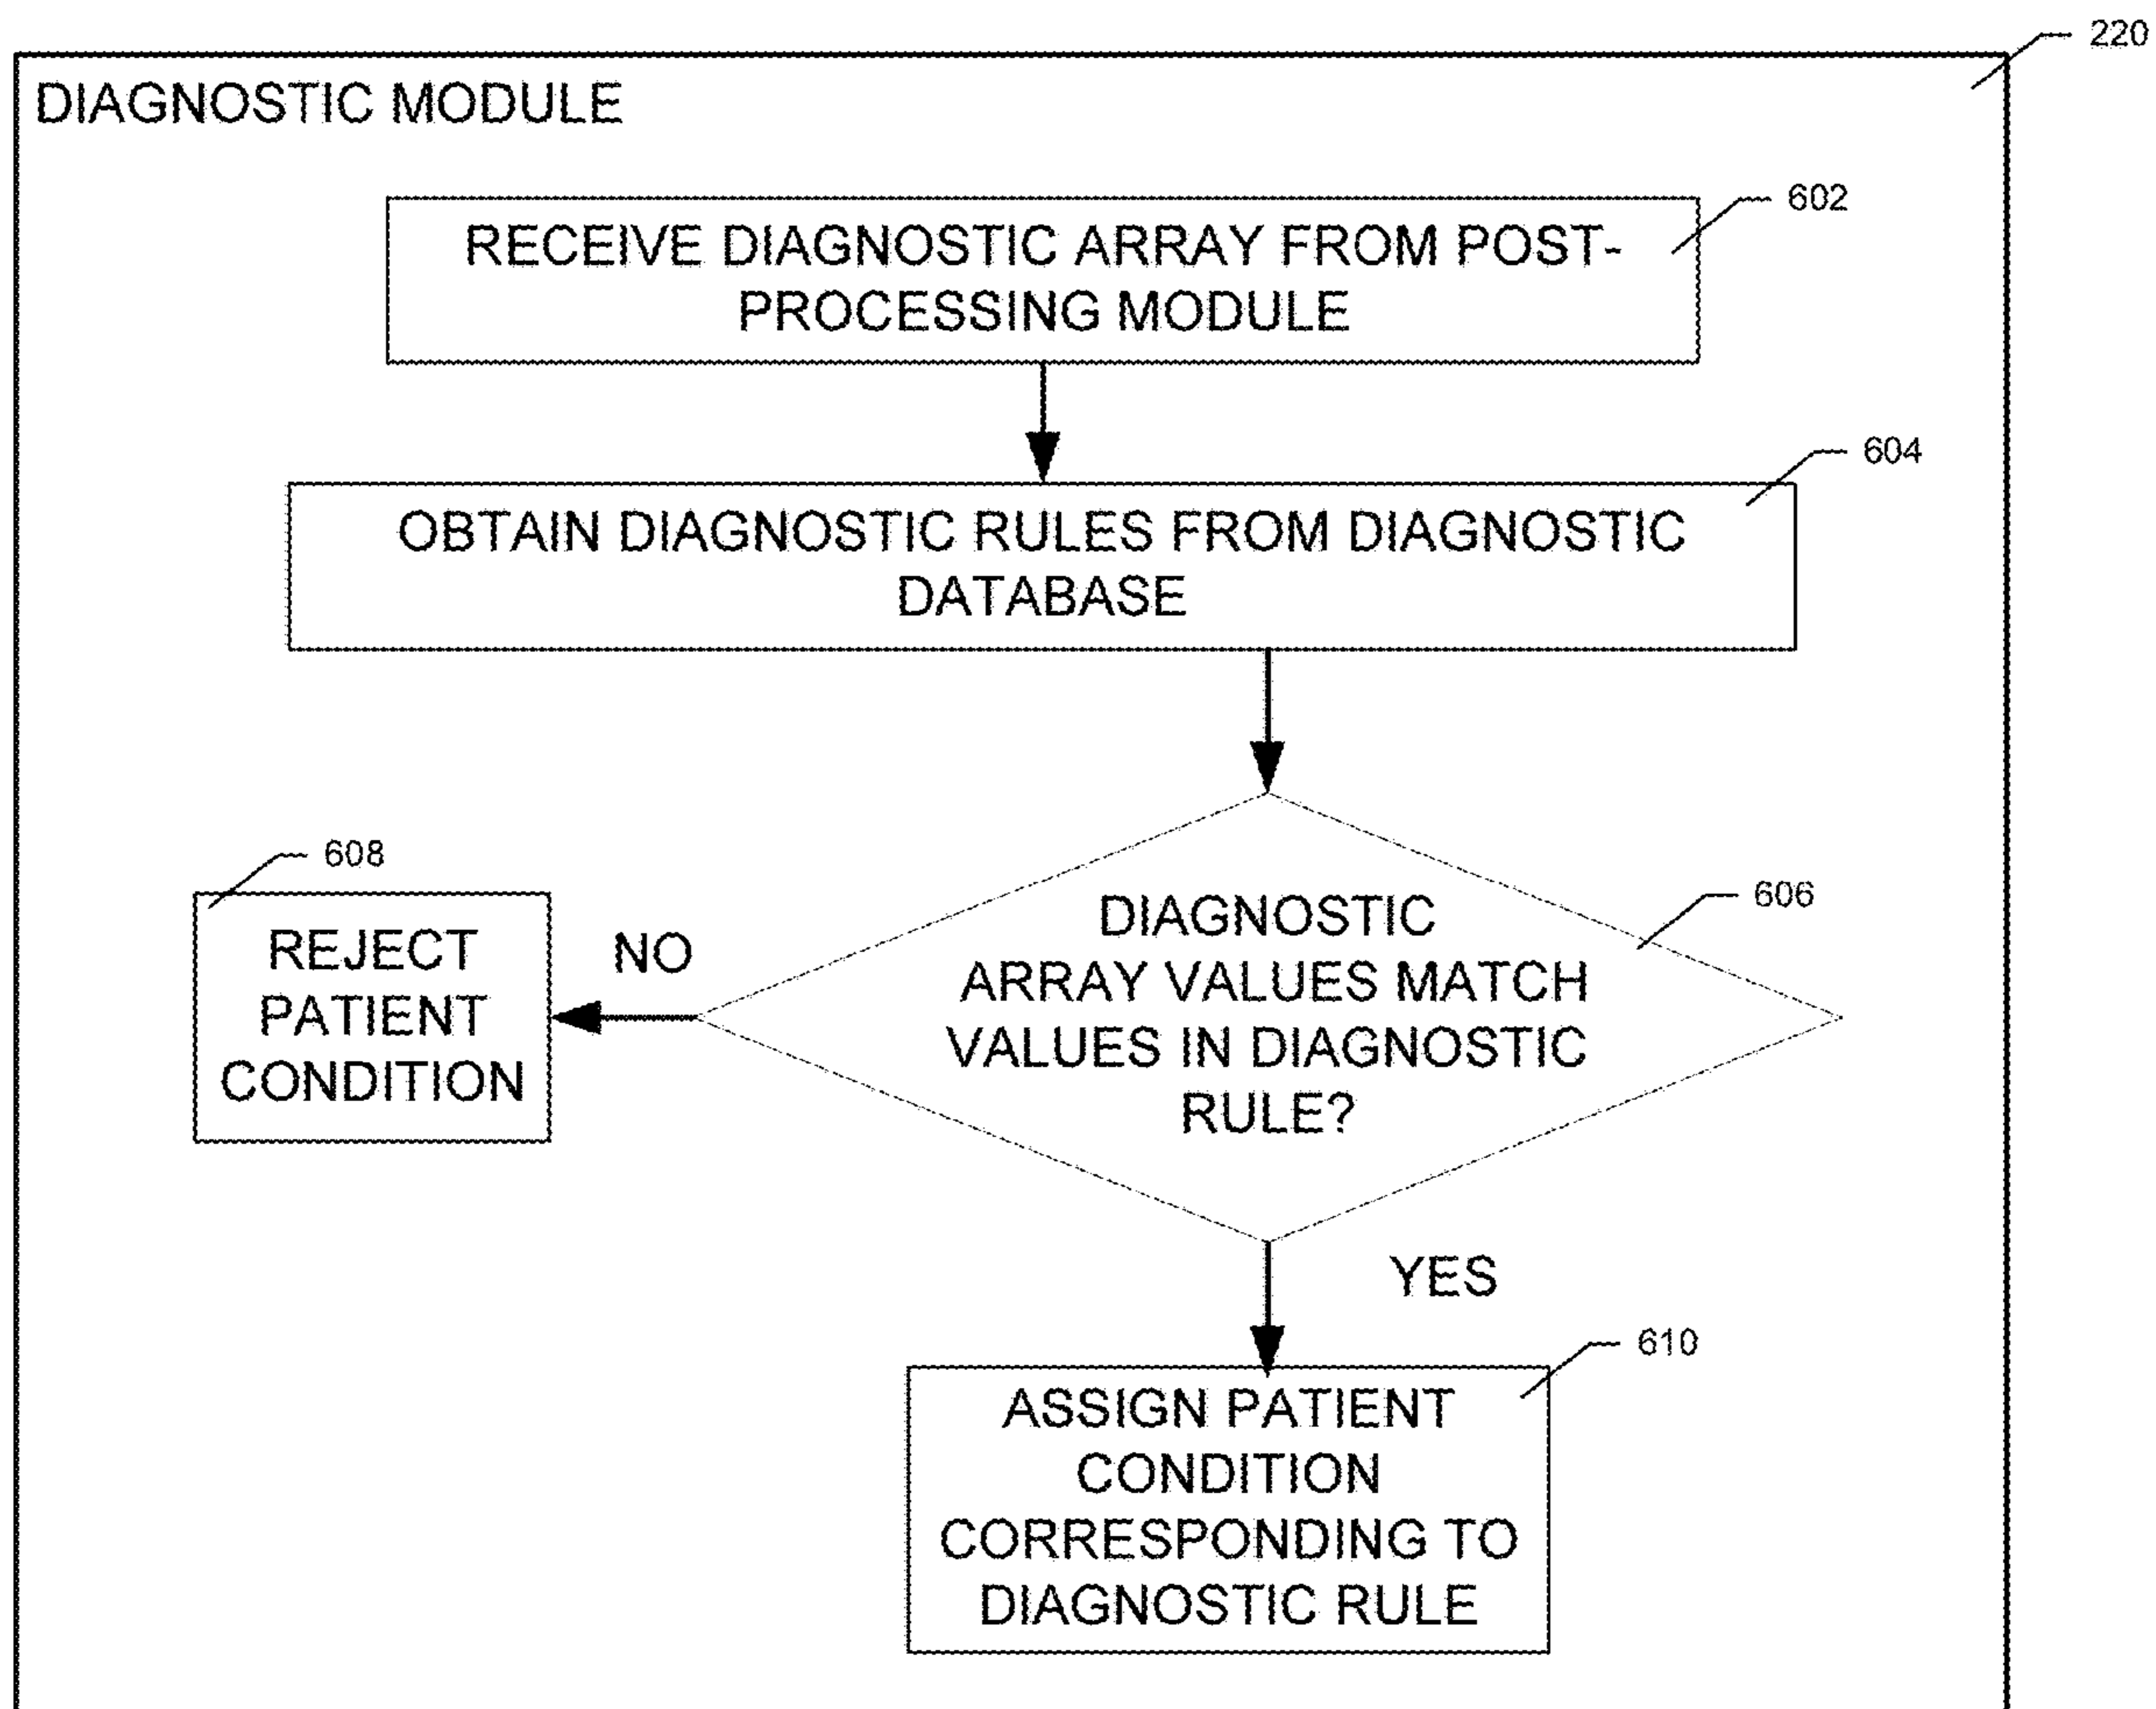 220
DIAGNOSTIC MODULE
602
RECEIVE DIAGNOSTIC ARRAY FROM POST-
PROCESSING MODULE
604
OBTAIN DIAGNOSTIC RULES FROM DIAGNOSTIC
DATABASE
606
DIAGNOSTIC
ARRAY VALUES MATCH
VALUES IN DIAGNOSTIC
RULE?
NO
608
REJECT
PATIENT
CONDITION
YES
610
ASSIGN PATIENT
CONDITION
CORRESPONDING TO
DIAGNOSTIC RULE